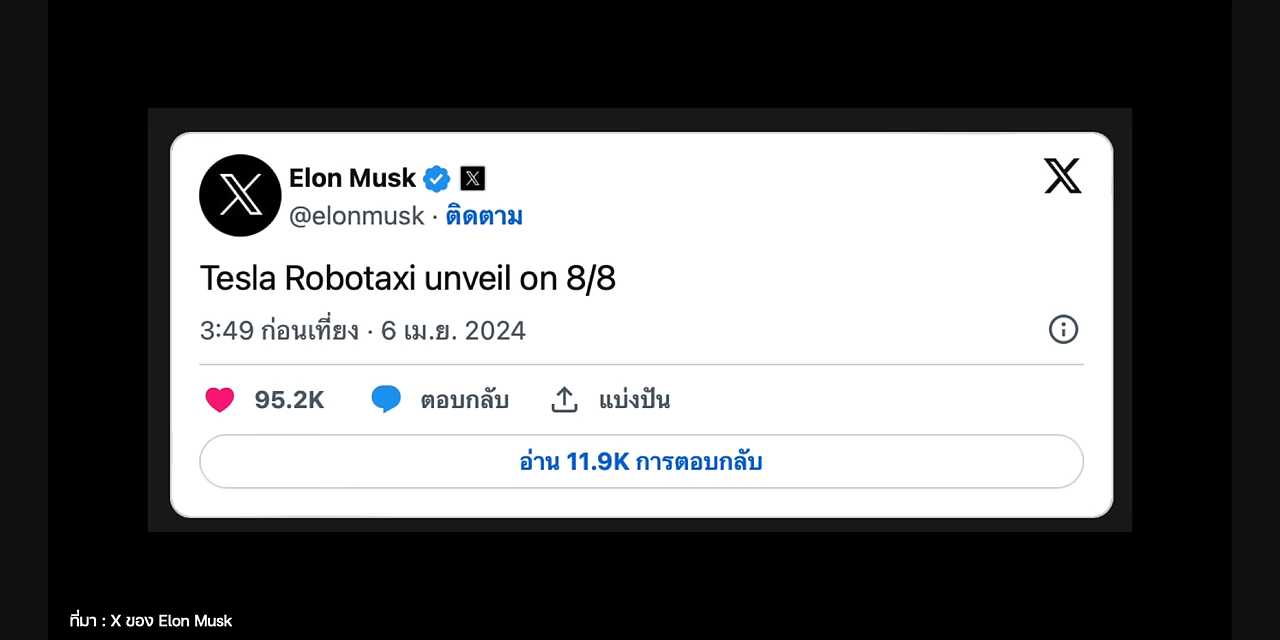 Elon Musk
@elonmusk · ติดตาม
Tesla Robotaxi unveil on 8/8
3:49 ก่อนเที่ยง · 6 เม.ย. 2024
95.2K ตอบกลับ แบ่งปัน
อ่าน 11.9K การตอบกลับ
ที่มา : X ของ Elon Musk